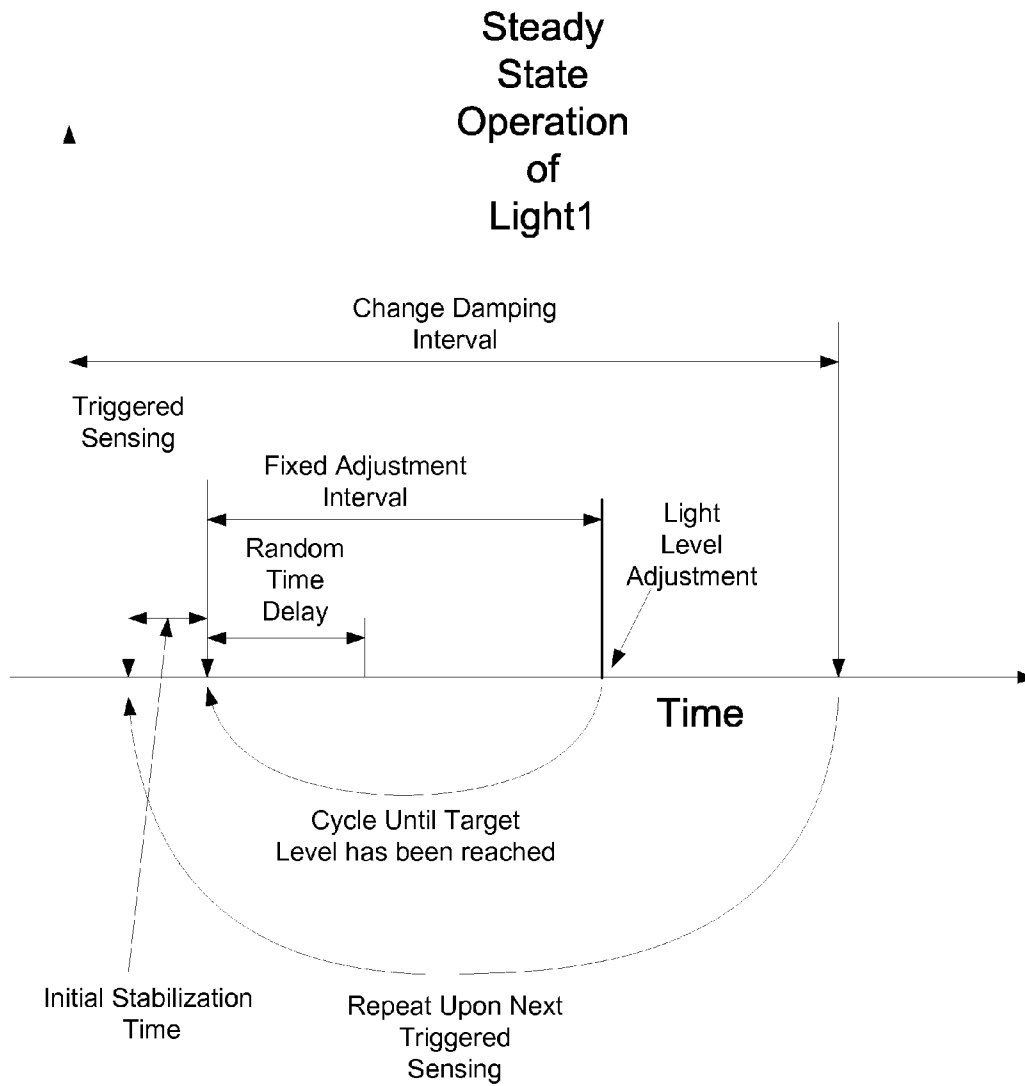 Steady
State
Operation
of
Light1
Change Damping
Interval
Triggered
Sensing
Fixed Adjustment
Interval
Random
Time
Delay
Light
Level
Adjustment
Time
Cycle Until Target
Level has been reached
Initial Stabilization
Time
Repeat Upon Next
Triggered
Sensing